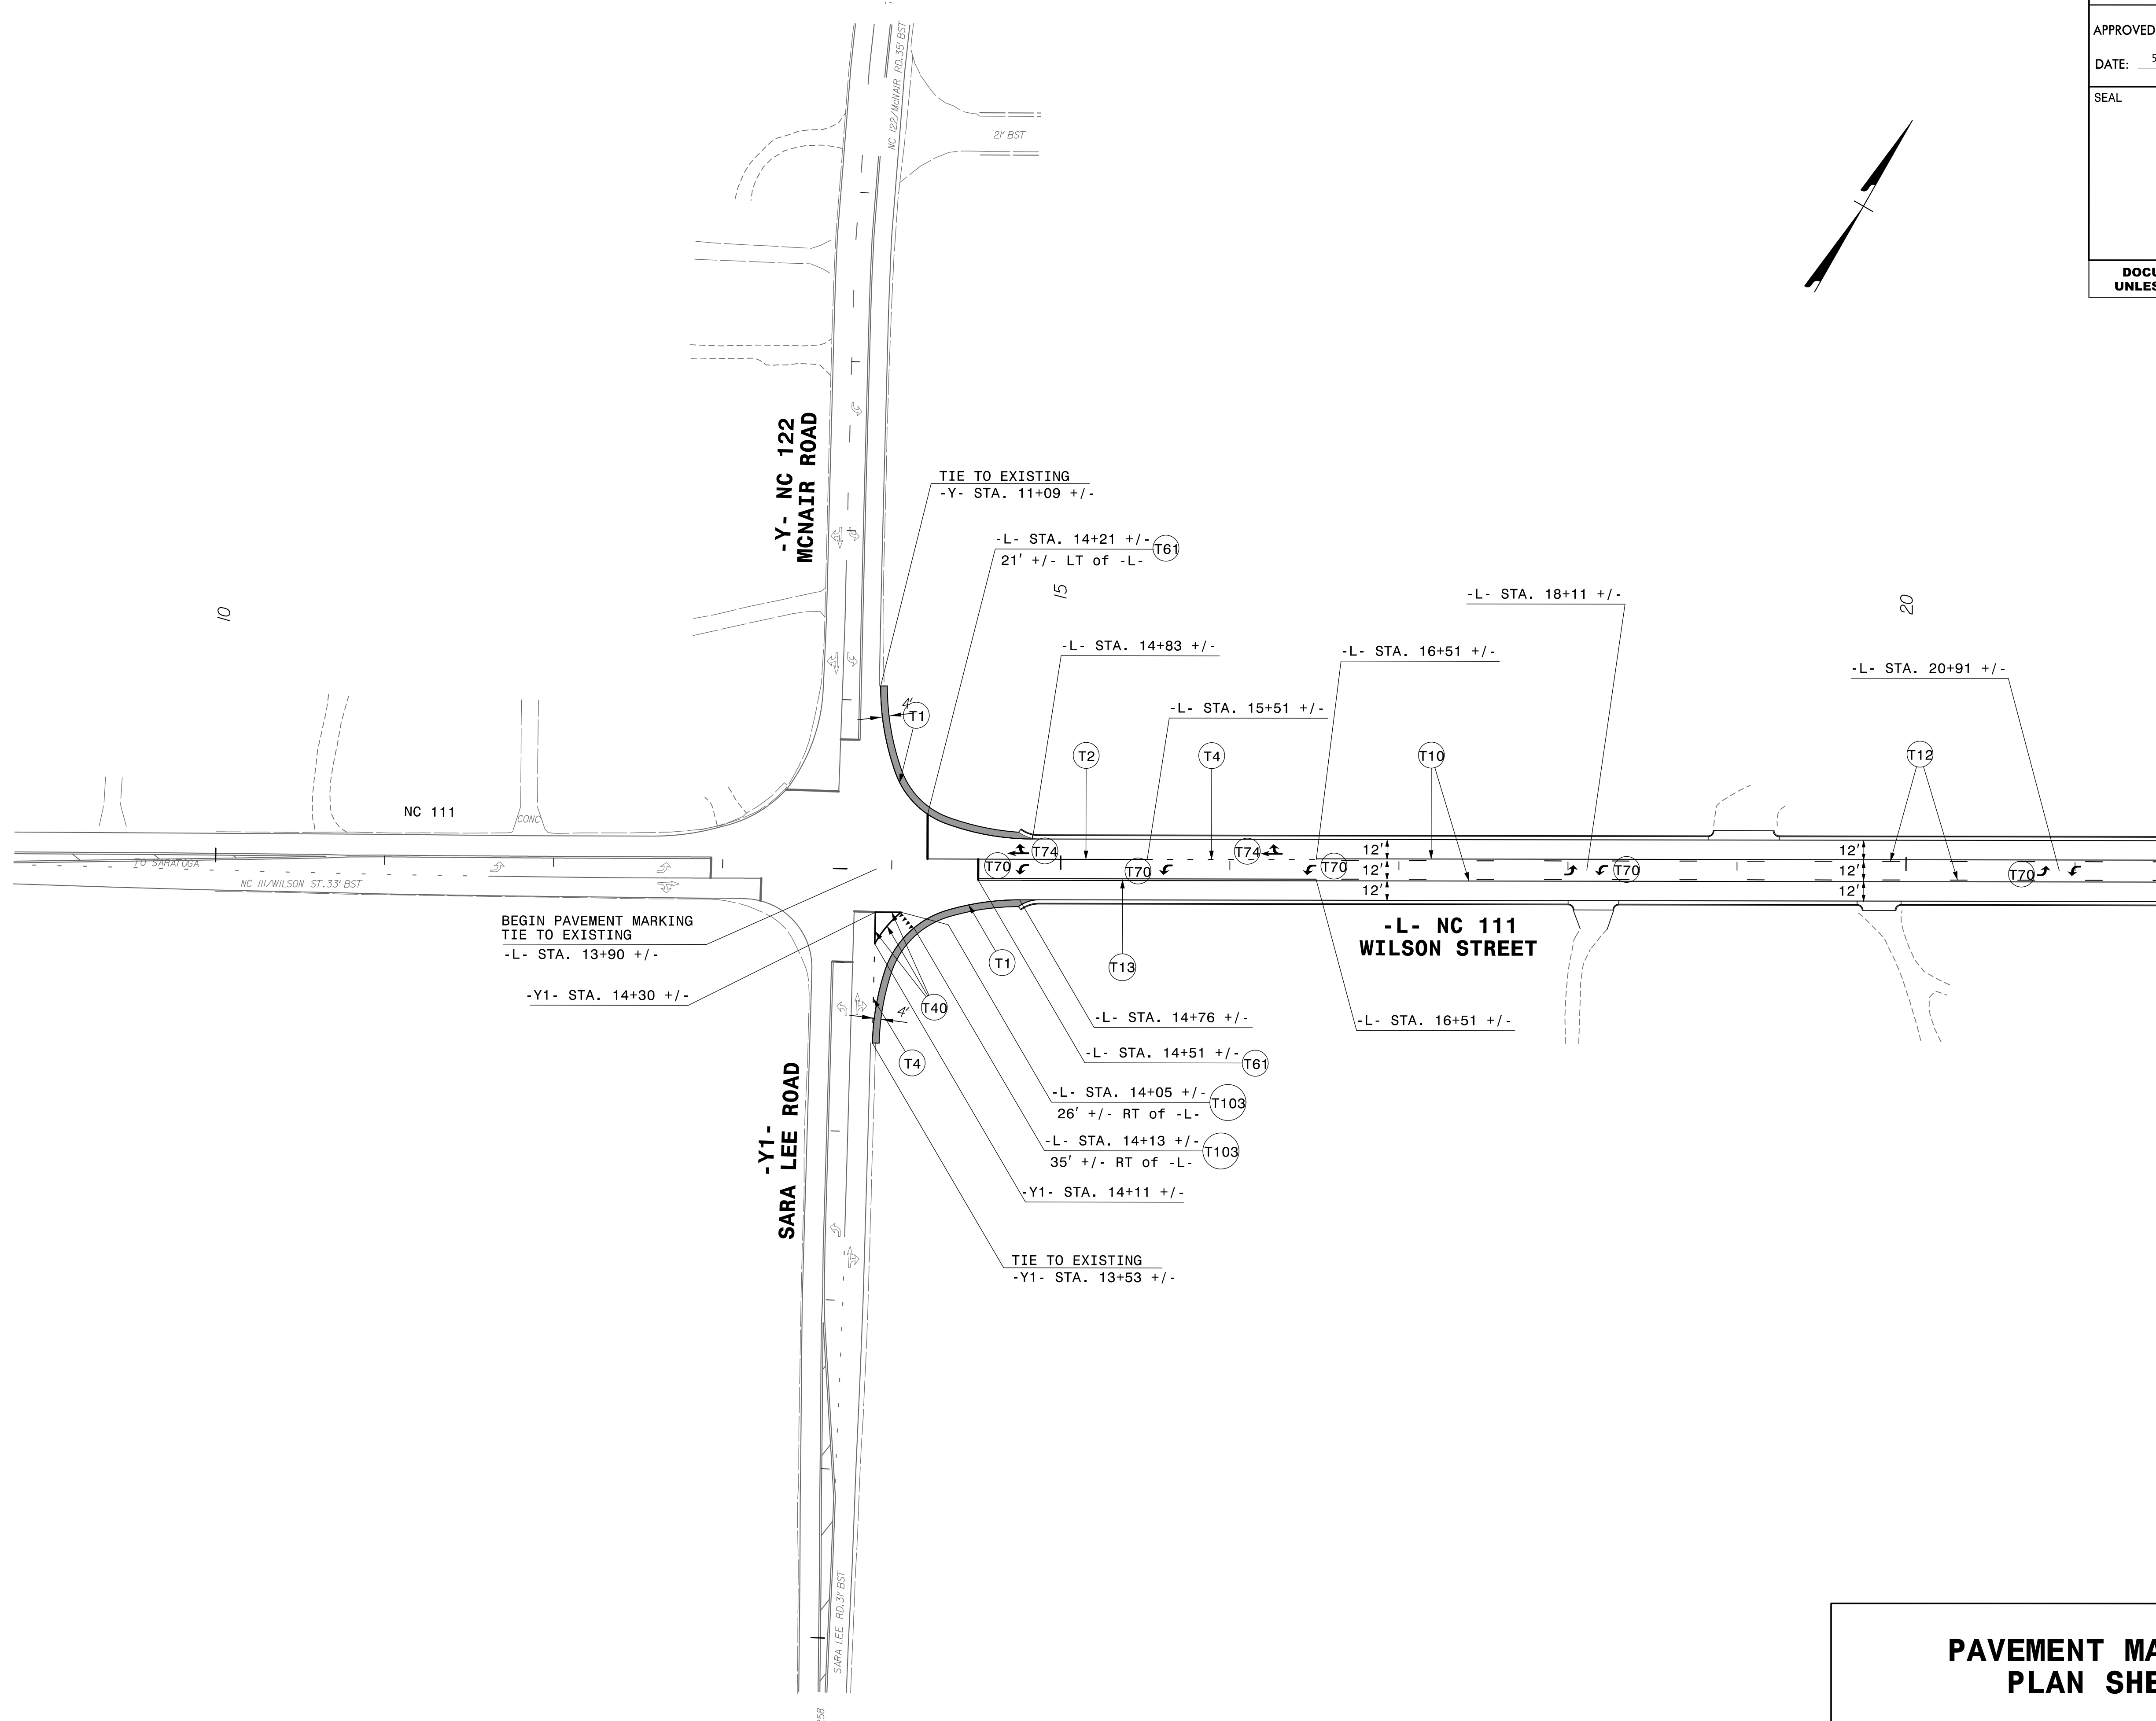 APPROVED
DATE: 5
SEAL
DOCU
UNLES
NC 122/McNAIR RD. 35' BST
21' BST
-Y- NC 122
MCNAIR ROAD
TIE TO EXISTING
-Y- STA. 11+09 +/-
-L- STA. 14+21 +/-
T61
21' +/- LT of -L-
10
15
20
-L- STA. 18+11 +/-
-L- STA. 14+83 +/-
-L- STA. 16+51 +/-
-L- STA. 20+91 +/-
-L- STA. 15+51 +/-
4'
T1
T2
T4
T10
T12
NC 111
CONC
TO SARATOGA
NC 111/WILSON ST. 33' BST
T74
T74
T70
T70
T70
T70
T70
12'
12'
12'
12'
12'
12'
BEGIN PAVEMENT MARKING
TIE TO EXISTING
-L- STA. 13+90 +/-
-L- NC 111
WILSON STREET
T1
T13
-Y1- STA. 14+30 +/-
T40
4'
T4
-L- STA. 14+76 +/-
-L- STA. 16+51 +/-
-L- STA. 14+51 +/-
T61
-L- STA. 14+05 +/-
T103
26' +/- RT of -L-
-L- STA. 14+13 +/-
T103
35' +/- RT of -L-
-Y1- STA. 14+11 +/-
-Y1-
SARA LEE ROAD
TIE TO EXISTING
-Y1- STA. 13+53 +/-
SARA LEE RD. 31' BST
258
PAVEMENT MA
PLAN SHE